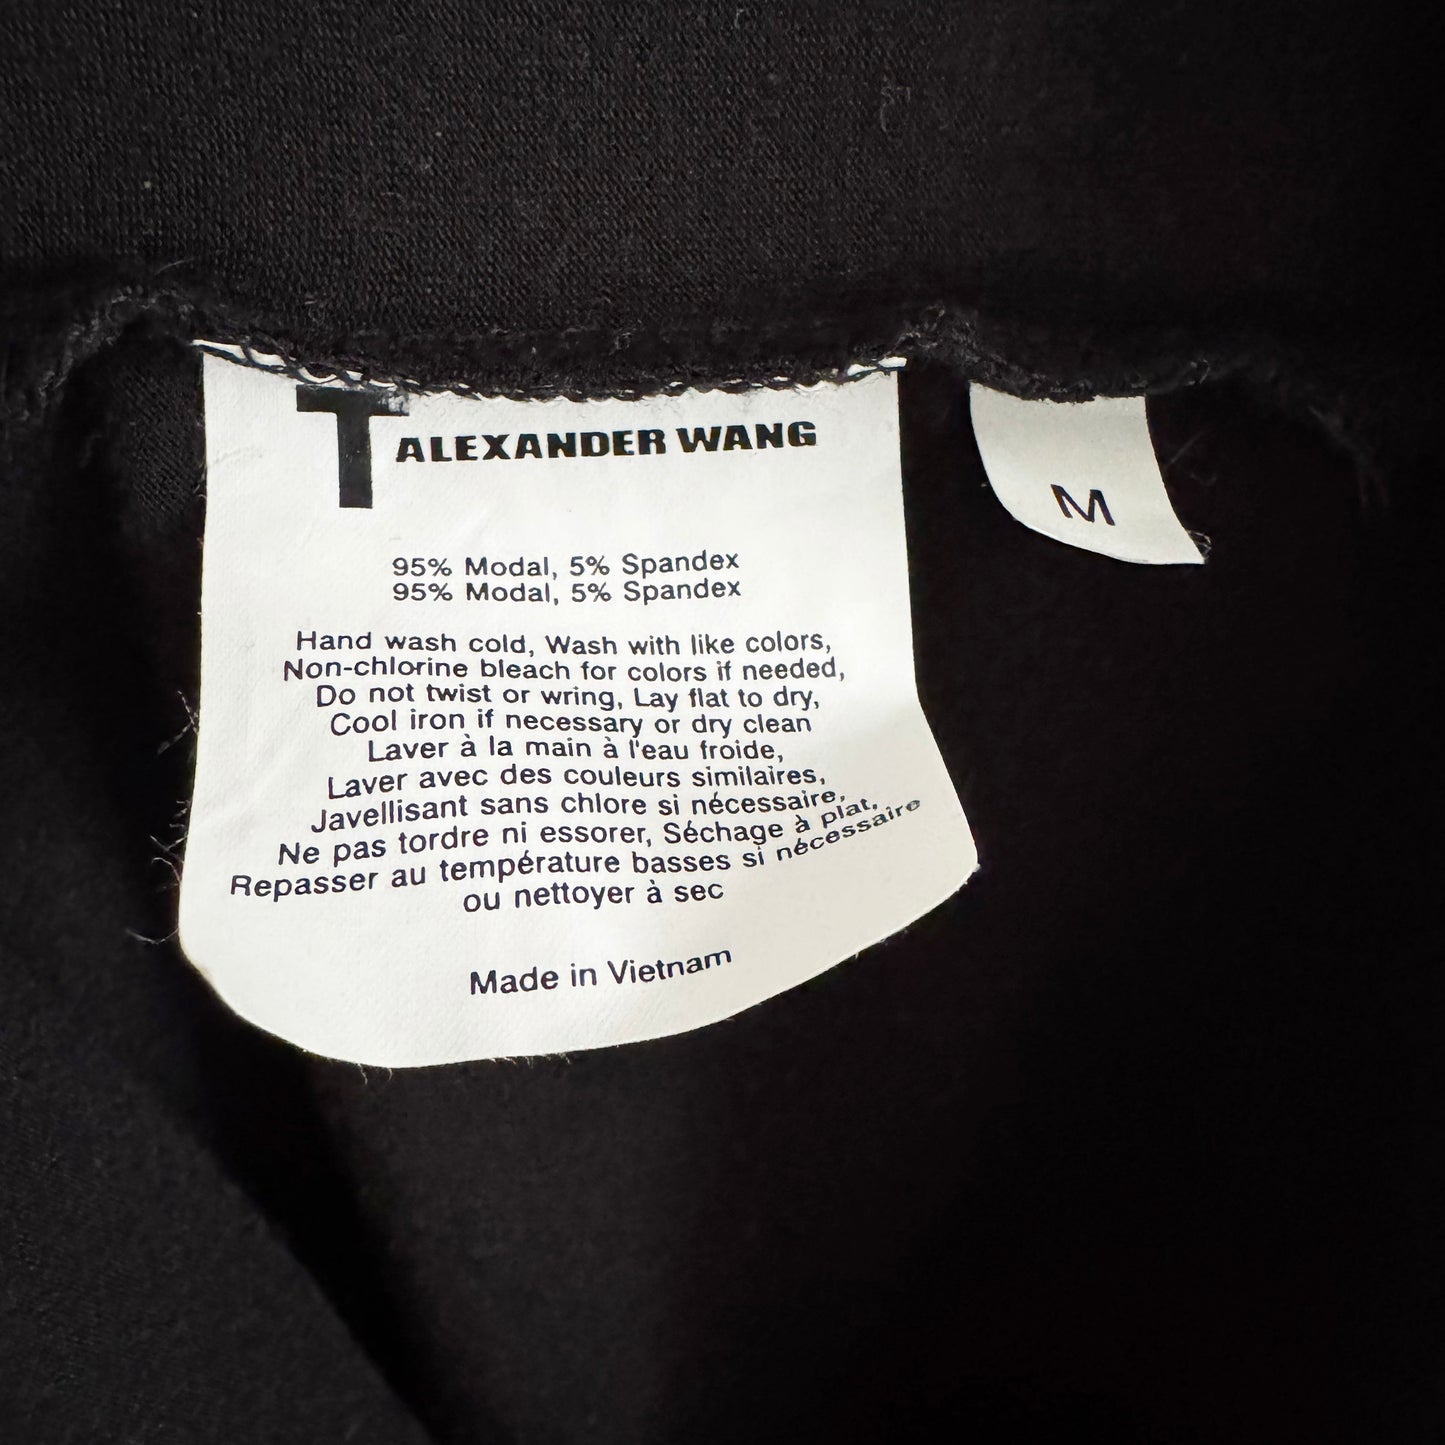 T ALEXANDER WANG
95% Modal, 5% Spandex
95% Modal, 5% Spandex
Hand wash cold, Wash with like colors,
Non-chlorine bleach for colors if needed,
Do not twist or wring, Lay flat to dry,
Cool iron if necessary or dry clean
Laver à la main à l'eau froide,
Laver avec des couleurs similaires,
Javellisant sans chlore si nécessaire,
Ne pas tordre ni essorer, Séchage à plat,
Repasser au température basses si nécessaire
ou nettoyer à sec
Made in Vietnam
M